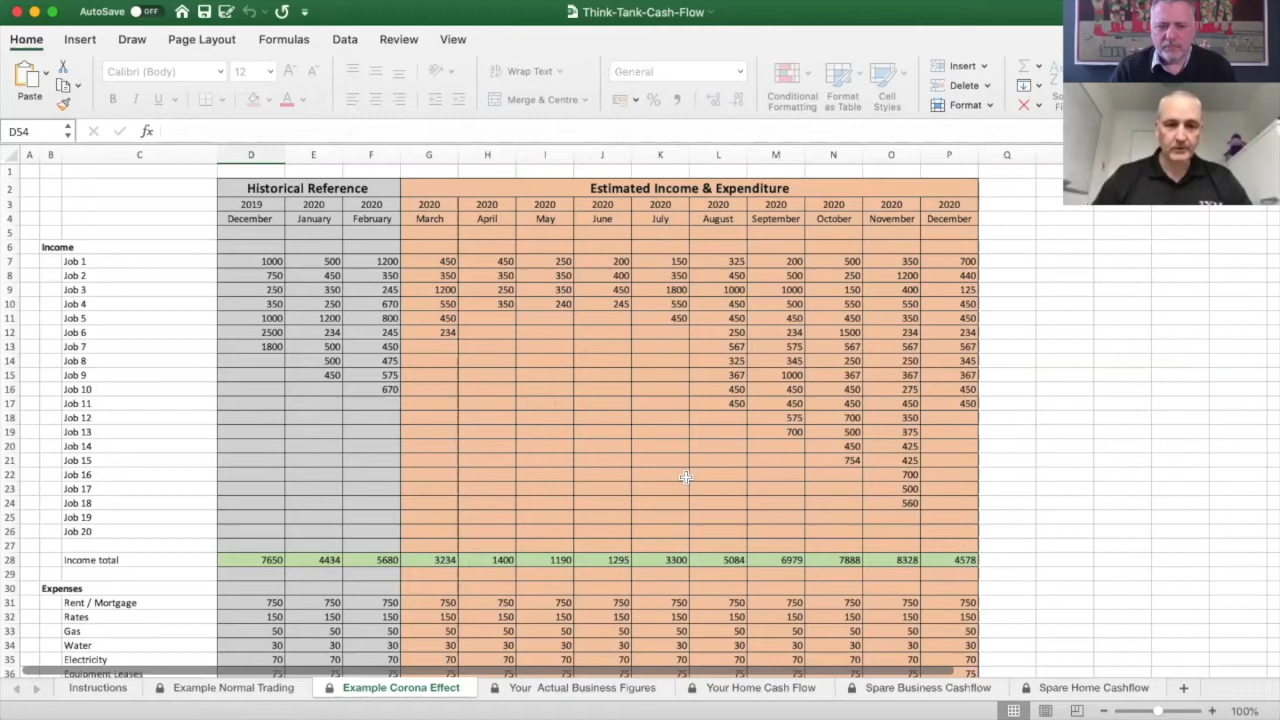 AutoSave OFF Think-Tank-Cash-Flow
Home Insert Draw Page Layout Formulas Data Review View
Paste Calibri (Body) 12 Wrap Text General Insert
B I U Merge & Centre % Conditional Formatting Format as Table Cell Styles Delete
Format
D54 fx
A B C D E F G H I J K L M N O P Q
1
2 Historical Reference Estimated Income & Expenditure
3 2019 2020 2020 2020 2020 2020 2020 2020 2020 2020 2020 2020 2020
4 December January February March April May June July August September October November December
5
6 Income
7 Job 1 1000 500 1200 450 450 250 200 150 325 200 500 350 700
8 Job 2 750 450 350 350 350 350 400 350 450 500 250 1200 440
9 Job 3 250 350 245 1200 250 350 450 1800 1000 1000 150 400 125
10 Job 4 350 250 670 550 350 240 245 550 450 500 550 550 450
11 Job 5 1000 1200 800 450 450 450 450 450 350 450
12 Job 6 2500 234 245 234 250 234 1500 234 234
13 Job 7 1800 500 450 567 575 567 567 567
14 Job 8 500 475 325 345 250 250 345
15 Job 9 450 575 367 1000 367 367 367
16 Job 10 670 450 450 450 275 450
17 Job 11 450 450 450 450 450
18 Job 12 575 700 350
19 Job 13 700 500 375
20 Job 14 450 425
21 Job 15 754 425
22 Job 16 700
23 Job 17 500
24 Job 18 560
25 Job 19
26 Job 20
27
28 Income total 7650 4434 5680 3234 1400 1190 1295 3300 5084 6979 7888 8328 4578
29
30 Expenses
31 Rent / Mortgage 750 750 750 750 750 750 750 750 750 750 750 750 750
32 Rates 150 150 150 150 150 150 150 150 150 150 150 150 150
33 Gas 50 50 50 50 50 50 50 50 50 50 50 50 50
34 Water 30 30 30 30 30 30 30 30 30 30 30 30 30
35 Electricity 70 70 70 70 70 70 70 70 70 70 70 70 70
36 Equipment Leases 75 75 75 75 75 75 75 75 75 75 75 75 75
Instructions Example Normal Trading Example Corona Effect Your Actual Business Figures Your Home Cash Flow Spare Business Cashflow Spare Home Cashflow +
100%